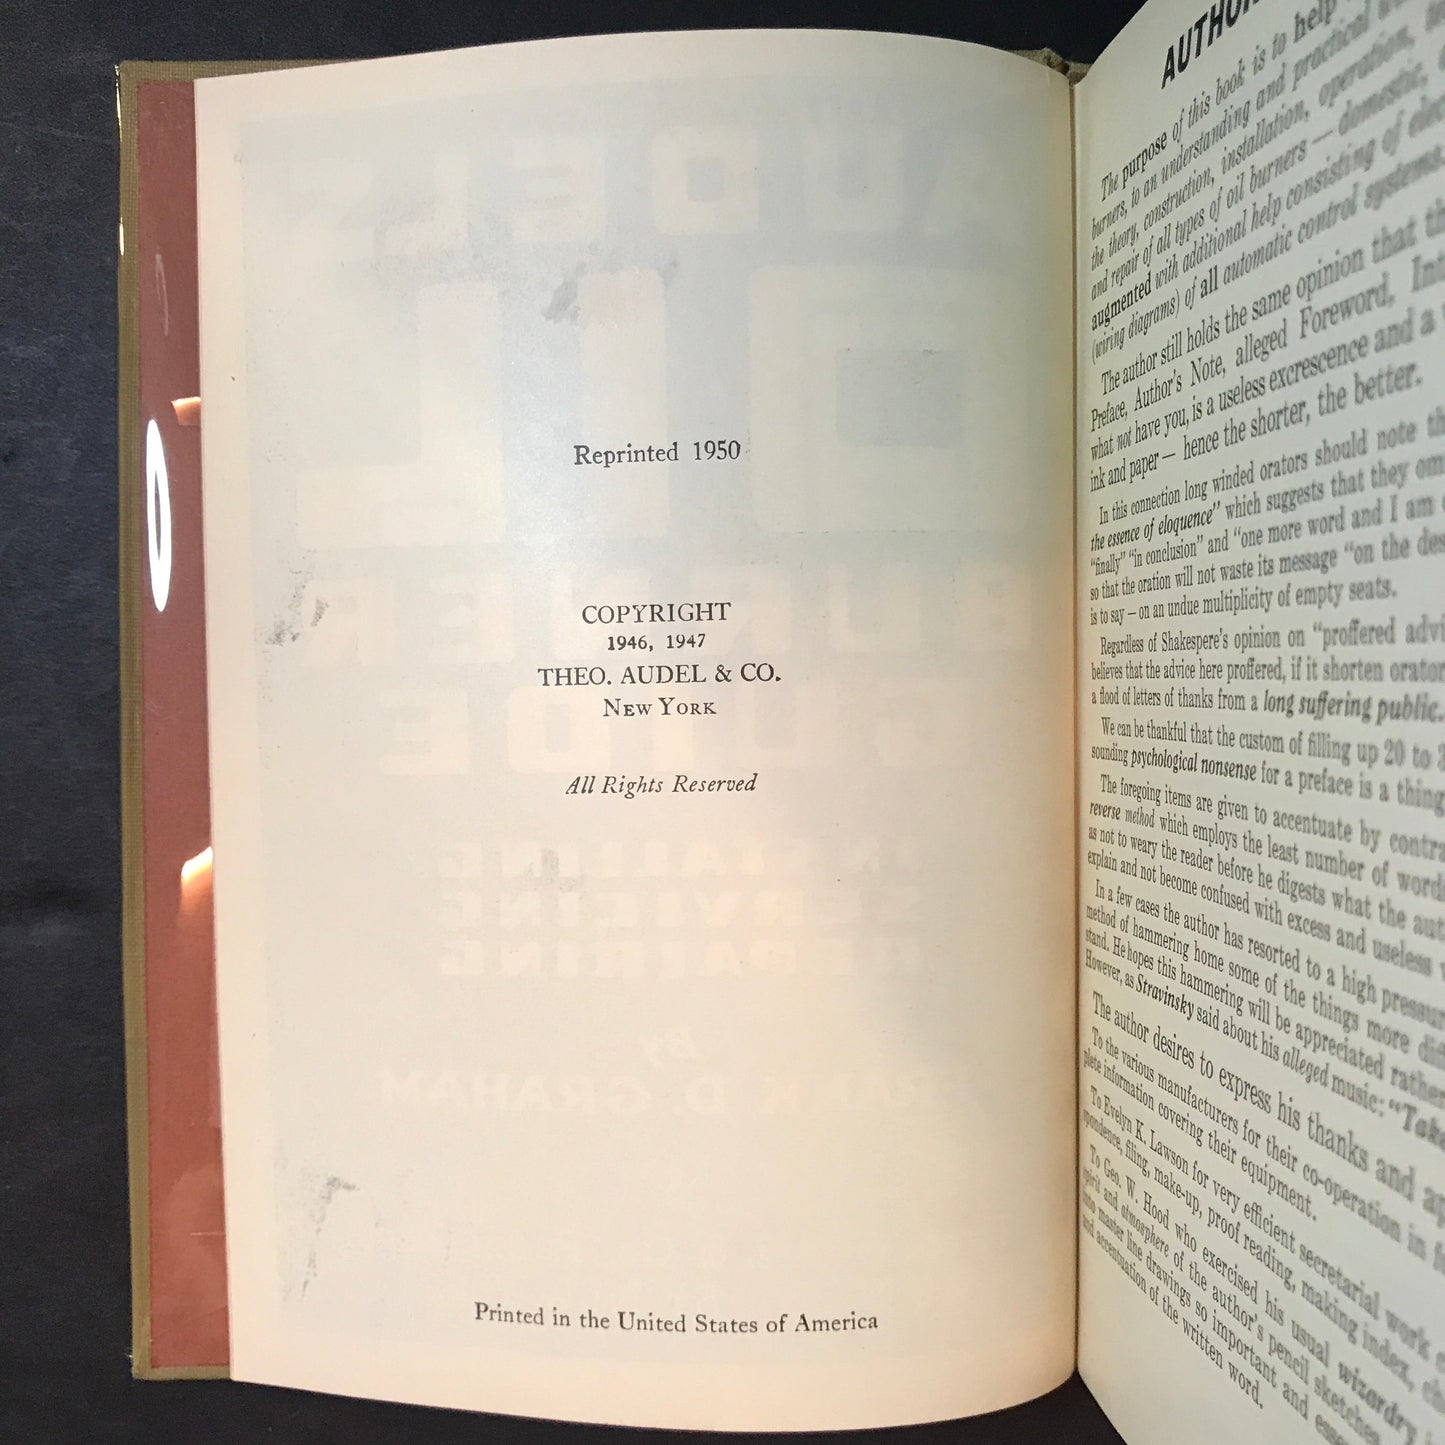 Reprinted 1950
COPYRIGHT
1946, 1947
THEO. AUDEL & CO.
NEW YORK
All Rights Reserved
Printed in the United States of America
The purpose of this book is to help
burners, to an understanding and practical
the theory, construction, installation, operation,
and repair of all types of oil burners — domestic,
augmented with additional help consisting of
(wiring diagrams) of all automatic control systems.
The author still holds the same opinion that
Preface, Author's Note, alleged Foreword,
what not have you, is a useless excrescence and a
ink and paper — hence the shorter, the better.
In this connection long winded orators should note
the essence of eloquence" which suggests that they
"finally" "in conclusion" and "one more word and I am
so that the oration will not waste its message "on the
is to say – on an undue multiplicity of empty seats.
Regardless of Shakespere's opinion on "proffered
believes that the advice here proffered, if it shorten
a flood of letters of thanks from a long suffering public.
We can be thankful that the custom of filling up 20 to
sounding psychological nonsense for a preface is a thing
The foregoing items are given to accentuate by
reverse method which employs the least number of
as not to weary the reader before he digests what the
explain and not become confused with excess and useless
In a few cases the author has resorted to a high
method of hammering home some of the things more
stand. He hopes this hammering will be appreciated rather
However, as Stravinsky said about his alleged music: "Take
The author desires to express his thanks and
To the various manufacturers for their co-operation in
plete information covering their equipment.
To Evelyn K. Lawson for very efficient secretarial work
spondence, filing, make-up, proof reading, making index,
To Geo. W. Hood who exercised his usual wizardry
spirit and atmosphere of the author's pencil sketches
into master line drawings so important and
and accentuation of the written word.